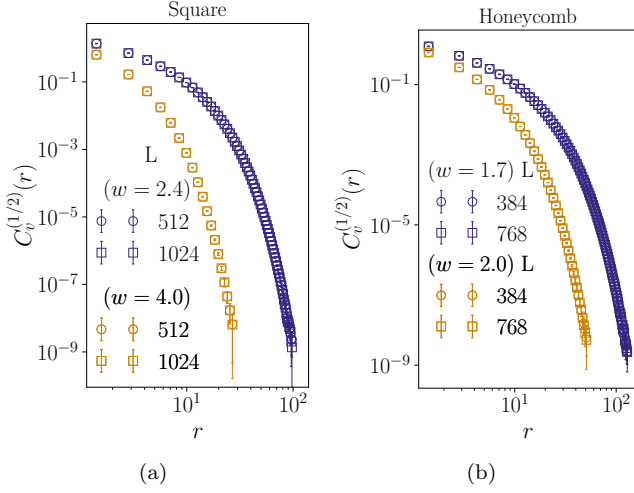 Square
C_v^{(1/2)}(r)
10^{-1}
10^{-3}
10^{-5}
10^{-7}
10^{-9}
L
(w = 2.4)
512
1024
(w = 4.0)
512
1024
10^1
10^2
r
(a)
Honeycomb
C_v^{(1/2)}(r)
10^{-1}
10^{-5}
10^{-9}
(w = 1.7) L
384
768
(w = 2.0) L
384
768
10^1
10^2
r
(b)